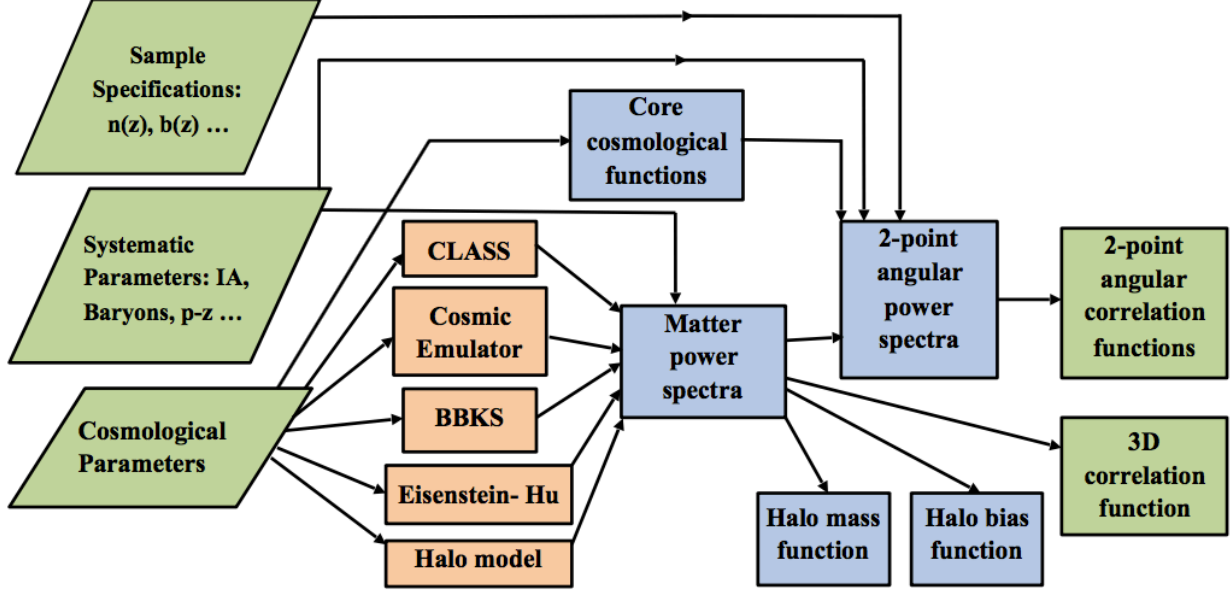 Sample
Specifications:
n(z), b(z) …
Systematic
Parameters: IA,
Baryons, p-z …
Cosmological
Parameters
Core
cosmological
functions
CLASS
Cosmic
Emulator
BBKS
Eisenstein- Hu
Halo model
Matter
power
spectra
2-point
angular
power
spectra
2-point
angular
correlation
functions
3D
correlation
function
Halo mass
function
Halo bias
function